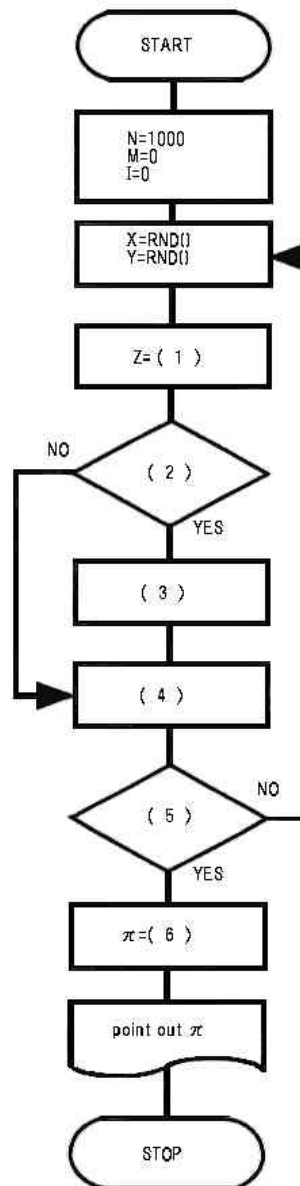 START
N=1000
M=0
I=0
X=RND()
Y=RND()
Z=( 1 )
( 2 )
NO
YES
( 3 )
( 4 )
( 5 )
NO
YES
π=( 6 )
point out π
STOP